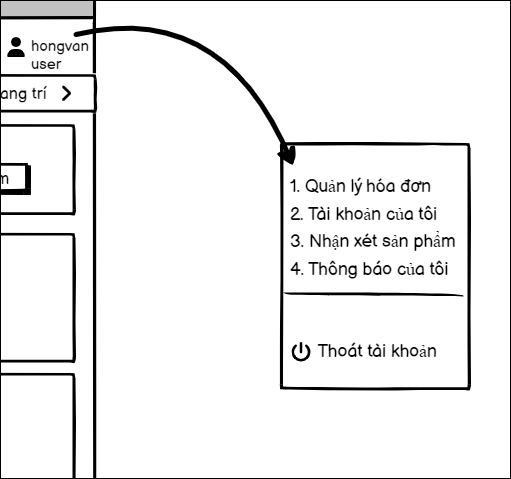 hongvan
user
ang trí
m
1. Quản lý hóa đơn
2. Tài khoản của tôi
3. Nhận xét sản phẩm
4. Thông báo của tôi
Thoát tài khoản